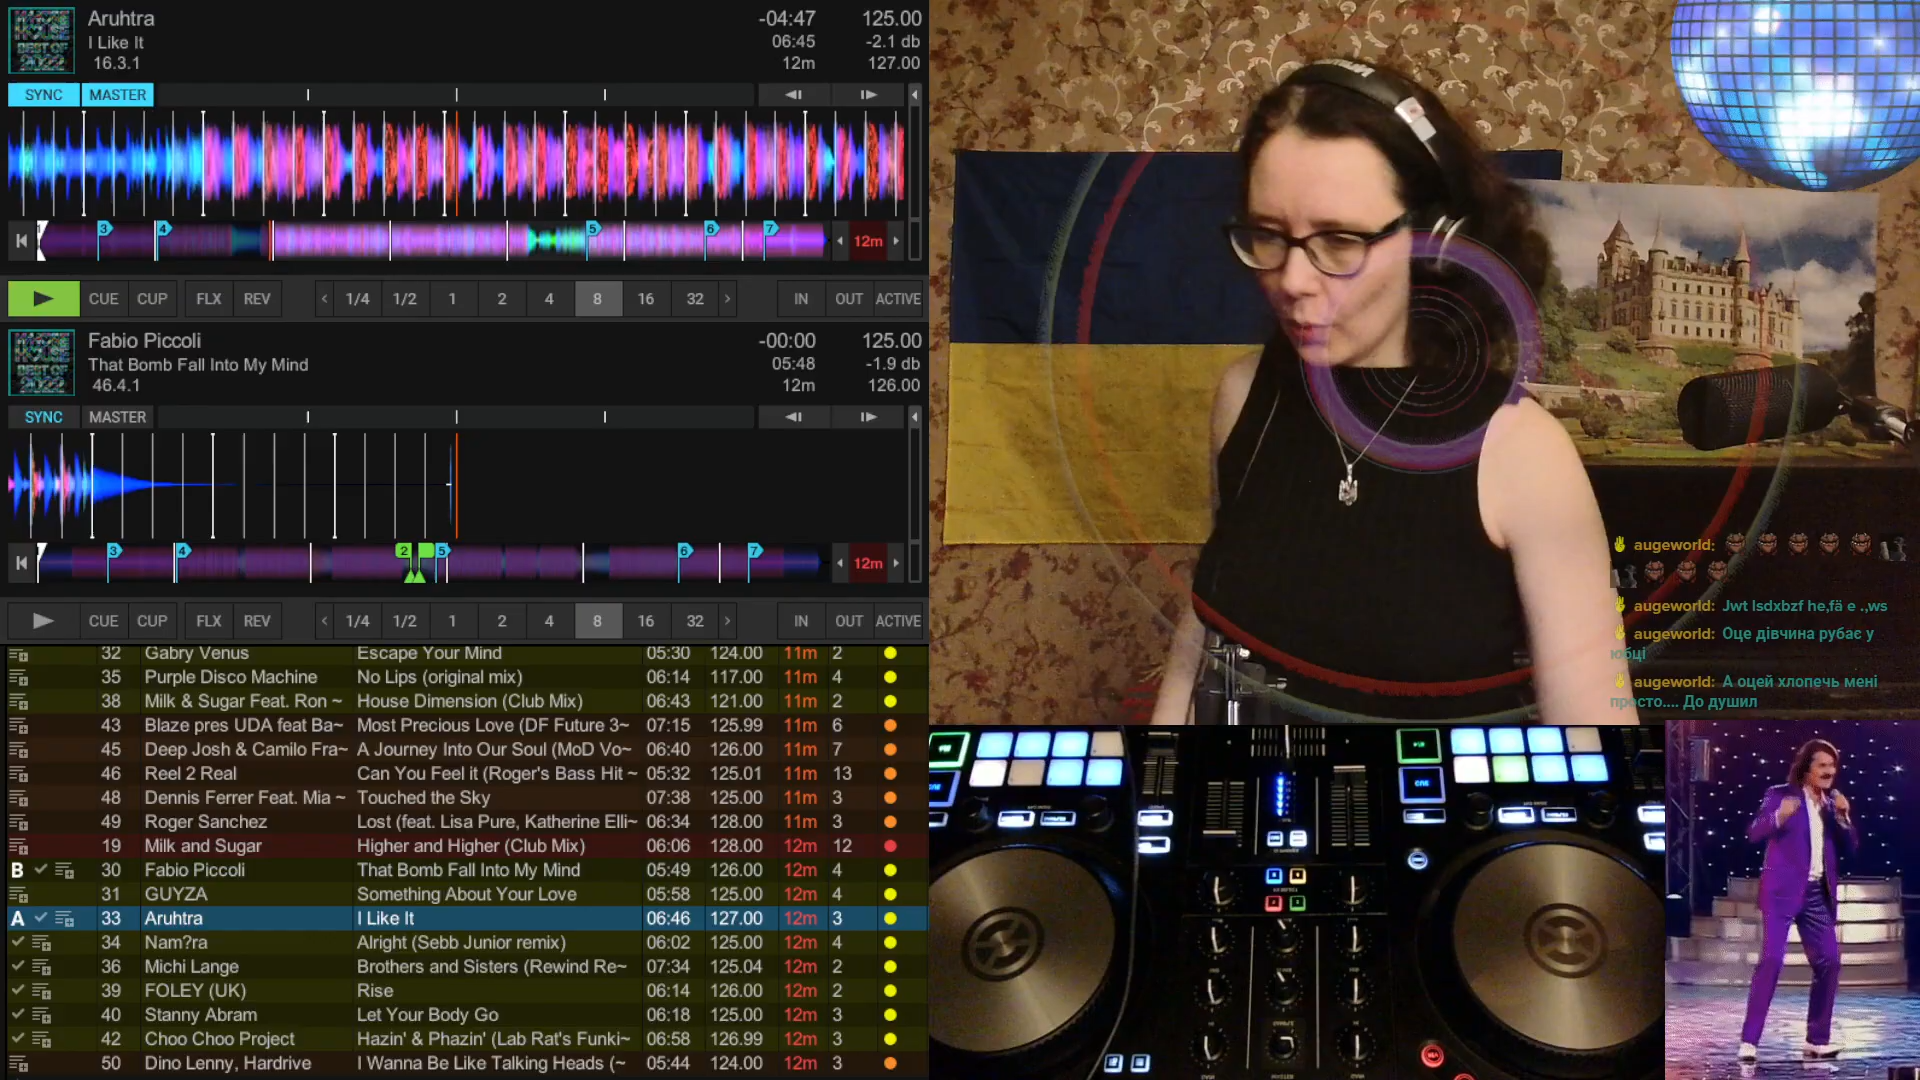 Aruhtra -04:47 125.00
I Like It 06:45 -2.1 db
16.3.1 12m 127.00
SYNC MASTER
3 4 5 6 7 12m
CUE CUP FLX REV 1/4 1/2 1 2 4 8 16 32 IN OUT ACTIVE
Fabio Piccoli -00:00 125.00
That Bomb Fall Into My Mind 05:48 -1.9 db
46.4.1 12m 126.00
SYNC MASTER
3 4 2 5 6 7 12m
CUE CUP FLX REV 1/4 1/2 1 2 4 8 16 32 IN OUT ACTIVE
32 Gabry Venus Escape Your Mind 05:30 124.00 11m 2
35 Purple Disco Machine No Lips (original mix) 06:14 117.00 11m 4
38 Milk & Sugar Feat. Ron ~ House Dimension (Club Mix) 06:43 121.00 11m 2
43 Blaze pres UDA feat Ba~ Most Precious Love (DF Future 3~ 07:15 125.99 11m 6
45 Deep Josh & Camilo Fra~ A Journey Into Our Soul (MoD Vo~ 06:40 126.00 11m 7
46 Reel 2 Real Can You Feel it (Roger's Bass Hit ~ 05:32 125.01 11m 13
48 Dennis Ferrer Feat. Mia ~ Touched the Sky 07:38 125.00 11m 3
49 Roger Sanchez Lost (feat. Lisa Pure, Katherine Elli~ 06:34 128.00 11m 3
19 Milk and Sugar Higher and Higher (Club Mix) 06:06 128.00 12m 12
B 30 Fabio Piccoli That Bomb Fall Into My Mind 05:49 126.00 12m 4
31 GUYZA Something About Your Love 05:58 125.00 12m 4
A 33 Aruhtra I Like It 06:46 127.00 12m 3
34 Nam?ra Alright (Sebb Junior remix) 06:02 125.00 12m 4
36 Michi Lange Brothers and Sisters (Rewind Re~ 07:34 125.04 12m 2
39 FOLEY (UK) Rise 06:14 126.00 12m 2
40 Stanny Abram Let Your Body Go 06:18 125.00 12m 3
42 Choo Choo Project Hazin' & Phazin' (Lab Rat's Funki~ 06:58 126.99 12m 3
50 Dino Lenny, Hardrive I Wanna Be Like Talking Heads (~ 05:44 124.00 12m 3
augeworld:
augeworld: Jwt lsdxbzf he,fä e .,ws
augeworld: Оце дівчина рубає у
юбці
augeworld: А оцей хлопець мені
просто.... До душил